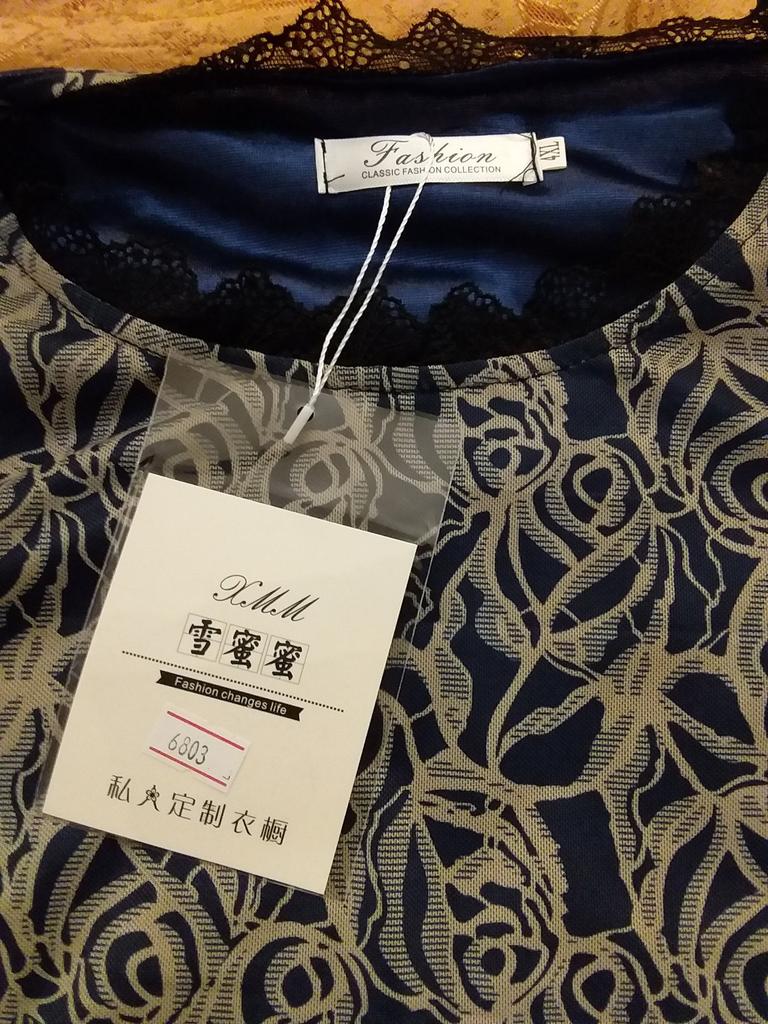 Fashion
CLASSIC FASHION COLLECTION
4XL
XMM
雪蜜蜜
Fashion changes life
6803
私人定制衣橱